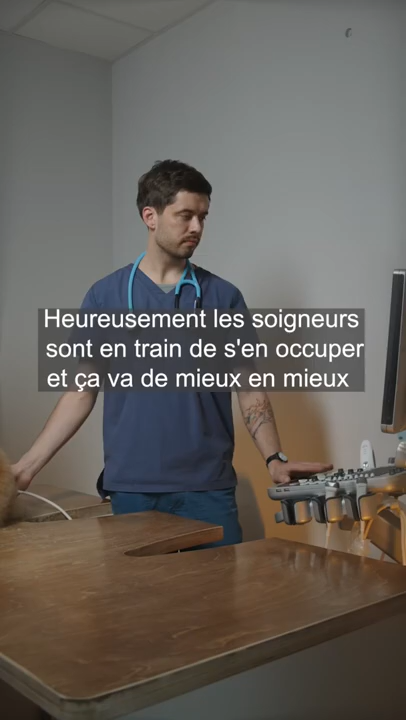 Heureusement les soigneurs
sont en train de s'en occuper
et ça va de mieux en mieux